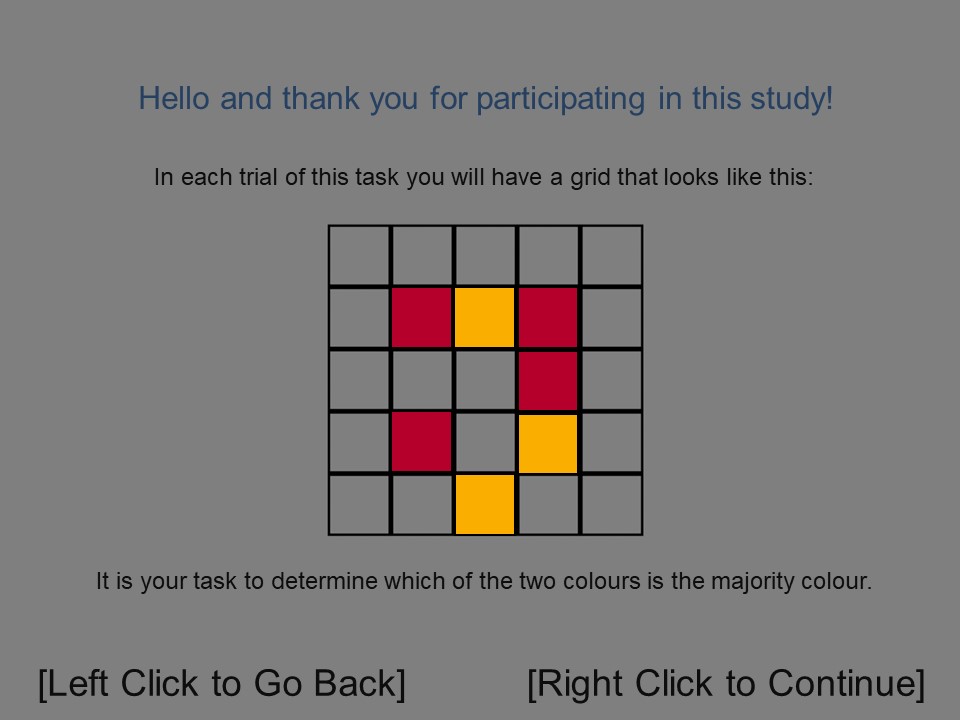 Hello and thank you for participating in this study!
In each trial of this task you will have a grid that looks like this:
It is your task to determine which of the two colours is the majority colour.
[Left Click to Go Back]
[Right Click to Continue]